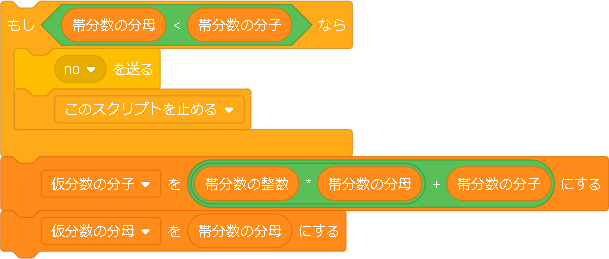 もし 帯分数の分母 < 帯分数の分子 なら
no を送る
このスクリプトを止める
仮分数の分子 を 帯分数の整数 * 帯分数の分母 + 帯分数の分子 にする
仮分数の分母 を 帯分数の分母 にする